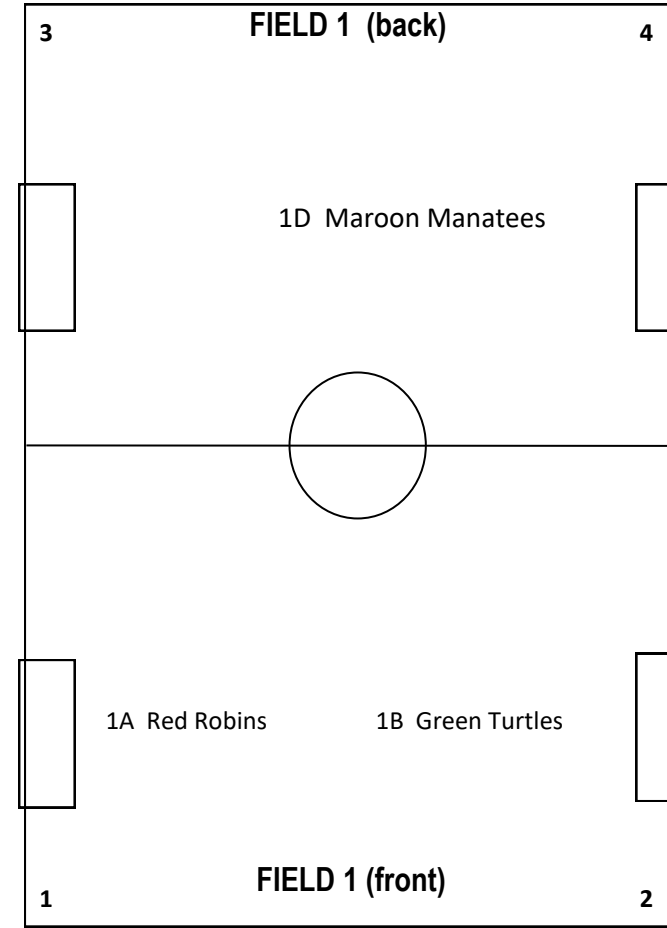 3 FIELD 1 (back) 4
1D Maroon Manatees
1A Red Robins 1B Green Turtles
1 FIELD 1 (front) 2